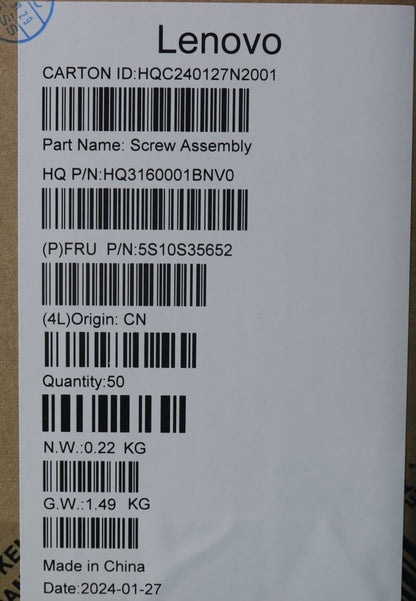 Lenovo
CARTON ID:HQC240127N2001
Part Name: Screw Assembly
HQ P/N:HQ3160001BNV0
(P)FRU P/N:5S10S35652
(4L)Origin: CN
Quantity:50
N.W.:0.22 KG
G.W.:1.49 KG
Made in China
Date:2024-01-27